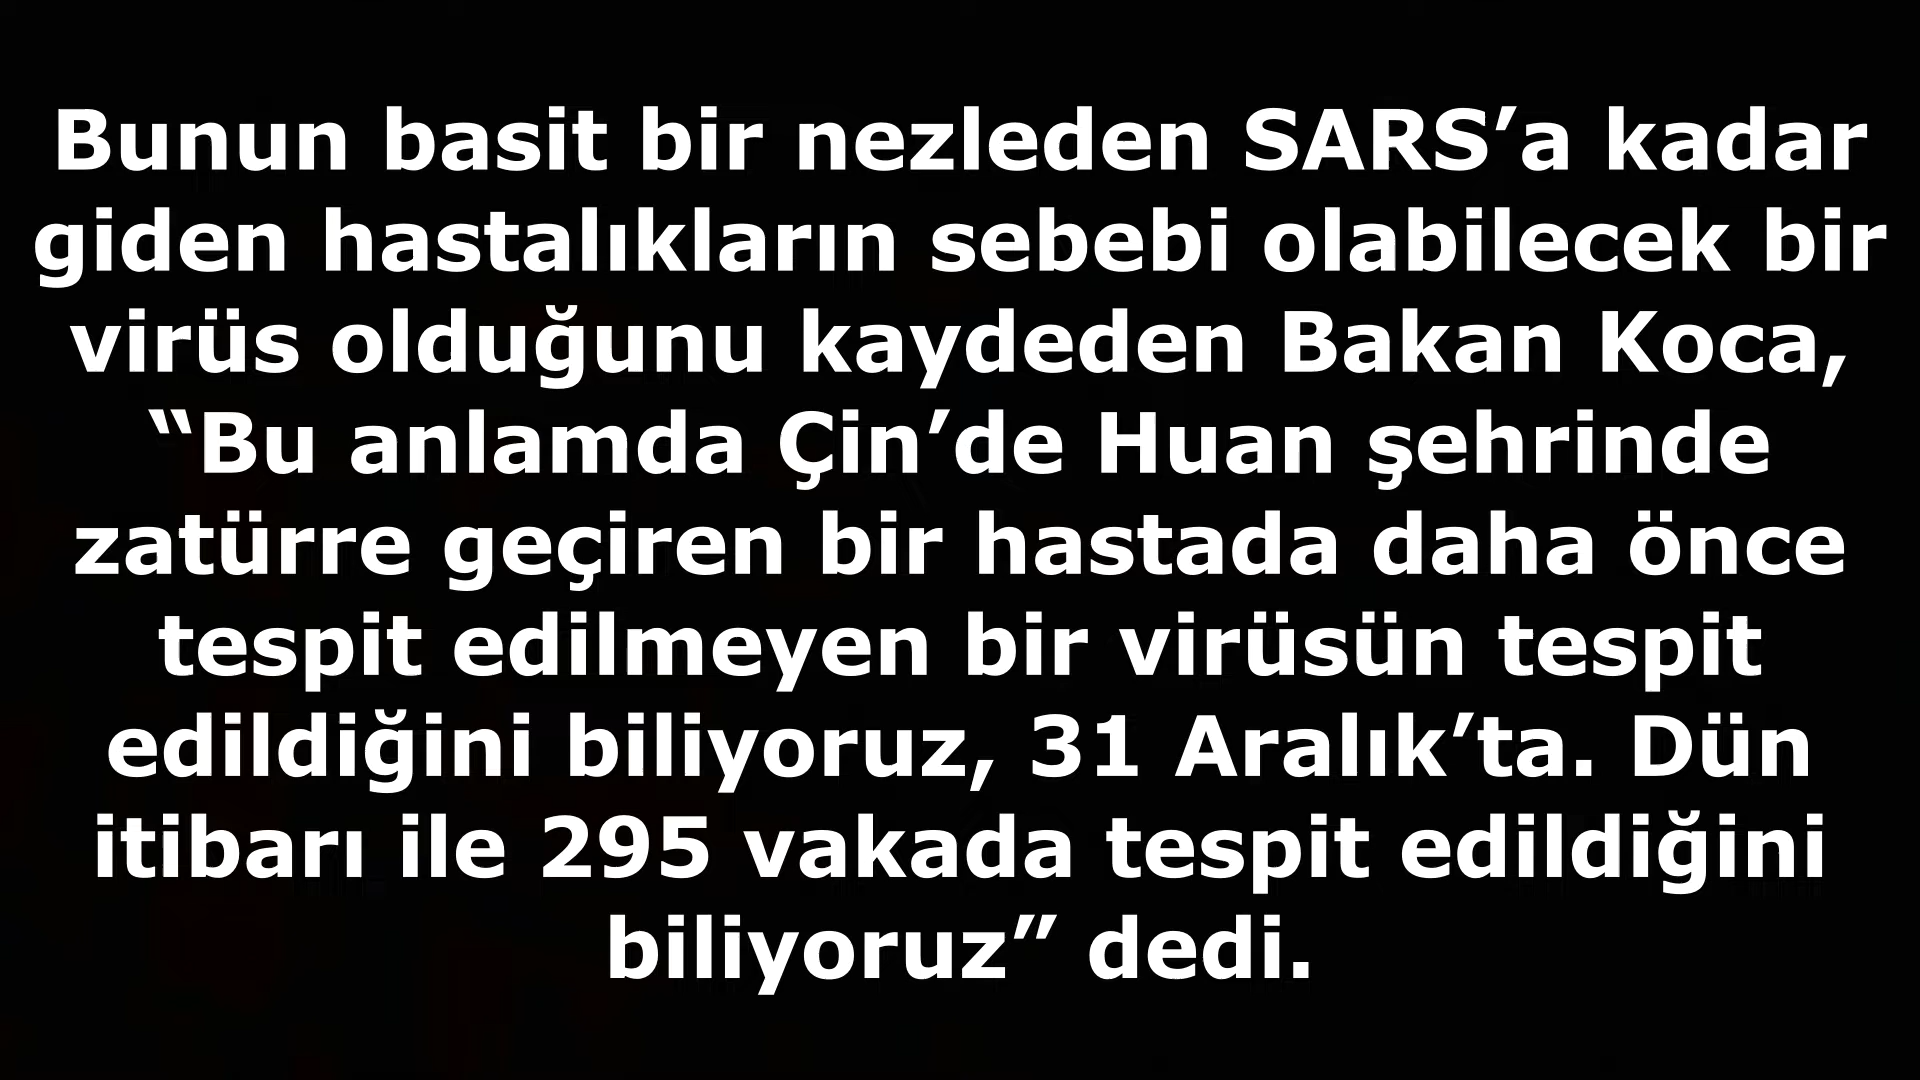 Bunun basit bir nezleden SARS’a kadar
giden hastalıkların sebebi olabilecek bir
virüs olduğunu kaydeden Bakan Koca,
“Bu anlamda Çin’de Huan şehrinde
zatürre geçiren bir hastada daha önce
tespit edilmeyen bir virüsün tespit
edildiğini biliyoruz, 31 Aralık’ta. Dün
itibarı ile 295 vakada tespit edildiğini
biliyoruz” dedi.